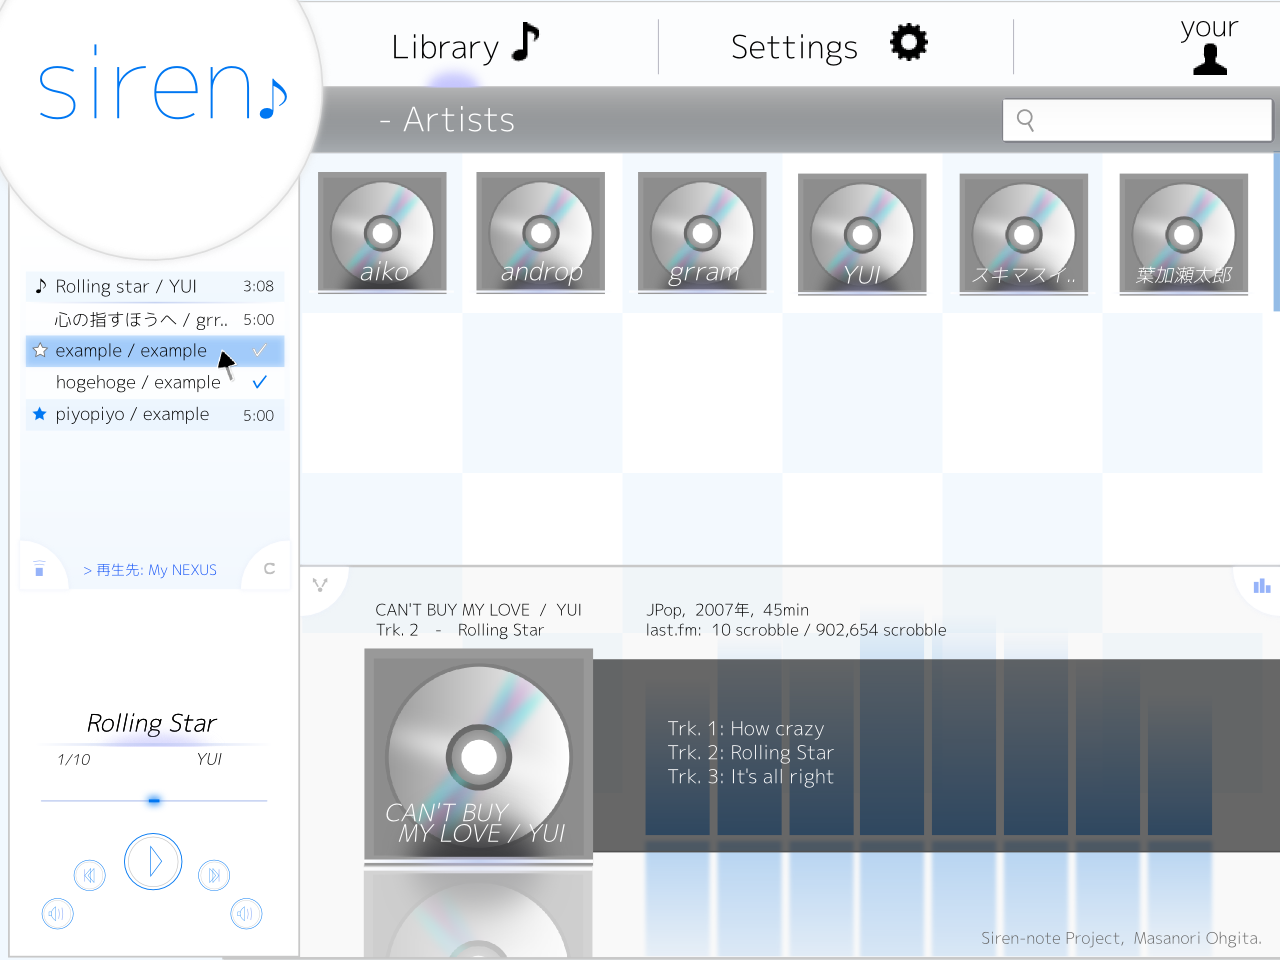 siren♪
Library
Settings
your
- Artists
aiko
androp
grram
YUI
スキマスイ..
葉加瀬太郎
Rolling star / YUI 3:08
心の指すほうへ / grr.. 5:00
example / example
hogehoge / example
piyopiyo / example 5:00
> 再生先: My NEXUS
Rolling Star
1/10 YUI
CAN'T BUY MY LOVE / YUI
Trk. 2 - Rolling Star
JPop, 2007年, 45min
last.fm: 10 scrobble / 902,654 scrobble
CAN'T BUY
MY LOVE / YUI
Trk. 1: How crazy
Trk. 2: Rolling Star
Trk. 3: It's all right
Siren-note Project, Masanori Ohgita.